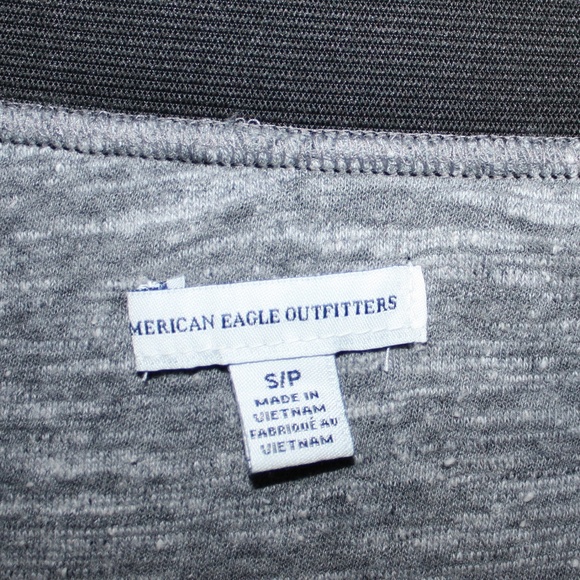 MERICAN EAGLE OUTFITTERS
S/P
MADE IN
VIETNAM
FABRIQUÉ AU
VIETNAM